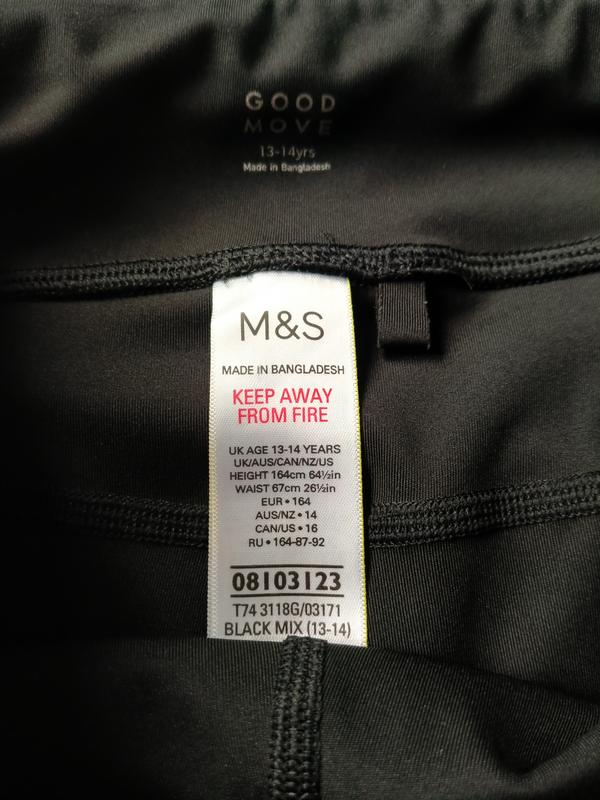 GOOD
MOVE
13-14yrs
Made in Bangladesh
M&S
MADE IN BANGLADESH
KEEP AWAY
FROM FIRE
UK AGE 13-14 YEARS
UK/AUS/CAN/NZ/US
HEIGHT 164cm 64½in
WAIST 67cm 26½in
EUR • 164
AUS/NZ • 14
CAN/US • 16
RU • 164-87-92
08103123
T74 3118G/03171
BLACK MIX (13-14)